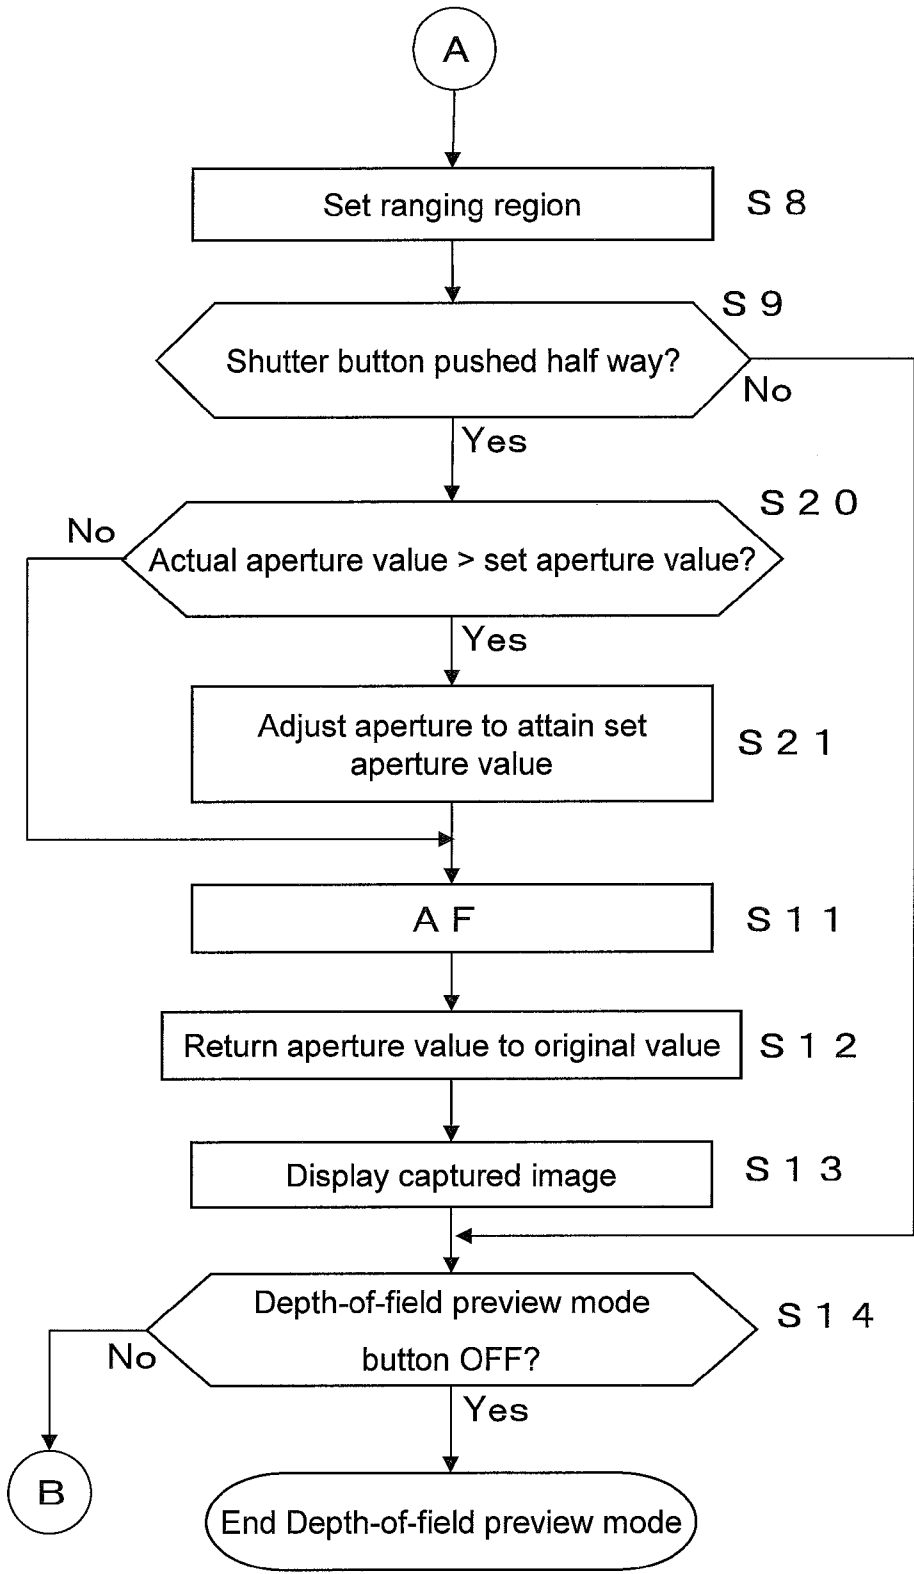 A
Set ranging region
S 8
S 9
Shutter button pushed half way?
No
Yes
S 2 0
No
Actual aperture value > set aperture value?
Yes
Adjust aperture to attain set
aperture value
S 2 1
A F
S 1 1
Return aperture value to original value
S 1 2
Display captured image
S 1 3
Depth-of-field preview mode
button OFF?
S 1 4
No
Yes
B
End Depth-of-field preview mode